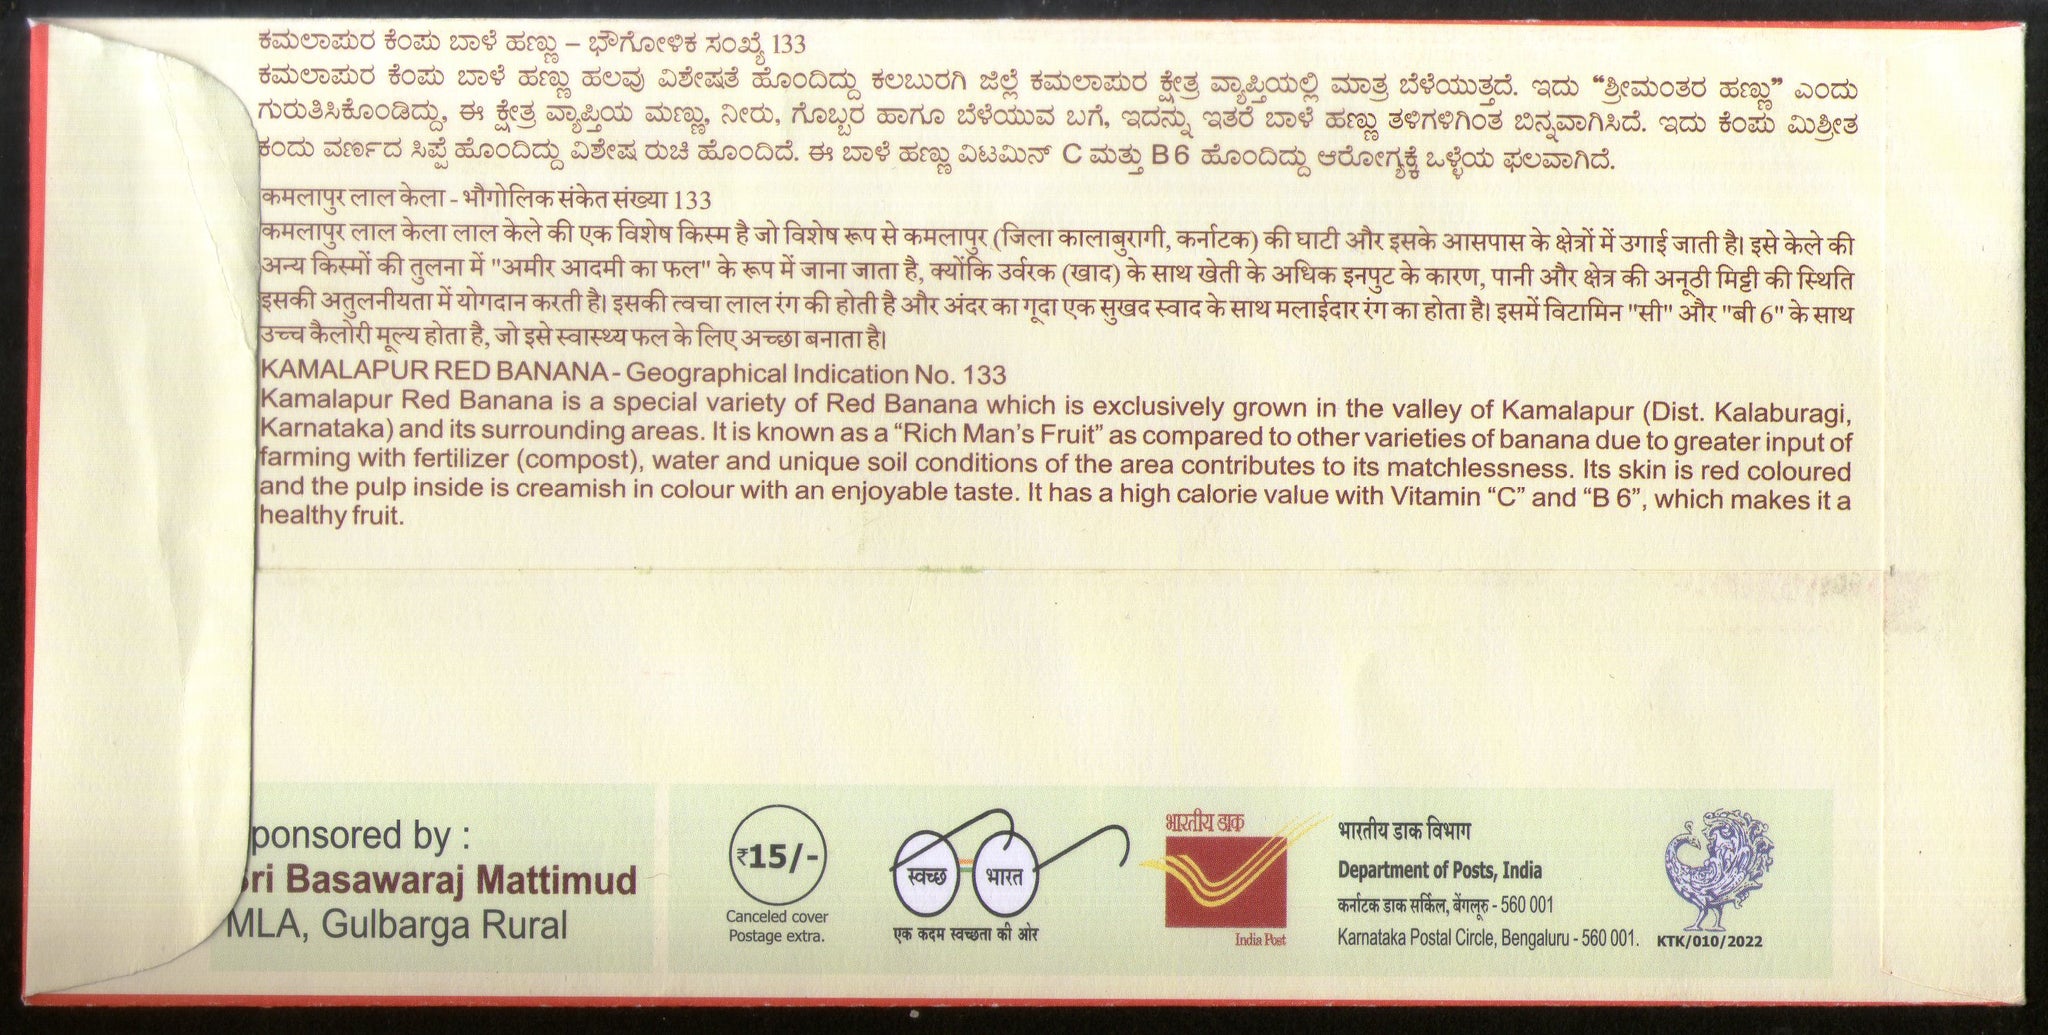 ಕಮಲಾಪುರ ಕೆಂಪು ಬಾಳೆ ಹಣ್ಣು – ಭೌಗೋಳಿಕ ಸಂಖ್ಯೆ 133
ಕಮಲಾಪುರ ಕೆಂಪು ಬಾಳೆ ಹಣ್ಣು ಹಲವು ವಿಶೇಷತೆ ಹೊಂದಿದ್ದು ಕಲಬುರಗಿ ಜಿಲ್ಲೆ ಕಮಲಾಪುರ ಕ್ಷೇತ್ರ ವ್ಯಾಪ್ತಿಯಲ್ಲಿ ಮಾತ್ರ ಬೆಳೆಯುತ್ತದೆ. ಇದು “ಶ್ರೀಮಂತರ ಹಣ್ಣು” ಎಂದು
ಗುರುತಿಸಿಕೊಂಡಿದ್ದು, ಈ ಕ್ಷೇತ್ರ ವ್ಯಾಪ್ತಿಯ ಮಣ್ಣು, ನೀರು, ಗೊಬ್ಬರ ಹಾಗೂ ಬೆಳೆಯುವ ಬಗೆ, ಇದನ್ನು ಇತರೆ ಬಾಳೆ ಹಣ್ಣು ತಳಿಗಳಿಗಿಂತ ಬಿನ್ನವಾಗಿಸಿದೆ. ಇದು ಕೆಂಪು ಮಿಶ್ರೀತ
ಕಂದು ವರ್ಣದ ಸಿಪ್ಪೆ ಹೊಂದಿದ್ದು ವಿಶೇಷ ರುಚಿ ಹೊಂದಿದೆ. ಈ ಬಾಳೆ ಹಣ್ಣು ವಿಟಮಿನ್ C ಮತ್ತು B 6 ಹೊಂದಿದ್ದು ಆರೋಗ್ಯಕ್ಕೆ ಒಳ್ಳೆಯ ಫಲವಾಗಿದೆ.
कमलापुर लाल केला - भौगोलिक संकेत संख्या 133
कमलापुर लाल केला लाल केले की एक विशेष किस्म है जो विशेष रूप से कमलापुर (जिला कालाबुरागी, कर्नाटक) की घाटी और इसके आसपास के क्षेत्रों में उगाई जाती है। इसे केले की
अन्य किस्मों की तुलना में "अमीर आदमी का फल" के रूप में जाना जाता है, क्योंकि उर्वरक (खाद) के साथ खेती के अधिक इनपुट के कारण, पानी और क्षेत्र की अनूठी मिट्टी की स्थिति
इसकी अतुलनीयता में योगदान करती है। इसकी त्वचा लाल रंग की होती है और अंदर का गूदा एक सुखद स्वाद के साथ मलाईदार रंग का होता है। इसमें विटामिन "सी" और "बी 6" के साथ
उच्च कैलोरी मूल्य होता है, जो इसे स्वास्थ्य फल के लिए अच्छा बनाता है।
KAMALAPUR RED BANANA - Geographical Indication No. 133
Kamalapur Red Banana is a special variety of Red Banana which is exclusively grown in the valley of Kamalapur (Dist. Kalaburagi,
Karnataka) and its surrounding areas. It is known as a “Rich Man’s Fruit” as compared to other varieties of banana due to greater input of
farming with fertilizer (compost), water and unique soil conditions of the area contributes to its matchlessness. Its skin is red coloured
and the pulp inside is creamish in colour with an enjoyable taste. It has a high calorie value with Vitamin “C” and “B 6”, which makes it a
healthy fruit.
ponsored by :
Sri Basawaraj Mattimud
MLA, Gulbarga Rural
₹15/-
Canceled cover
Postage extra.
स्वच्छ भारत
एक कदम स्वच्छता की ओर
भारतीय डाक
India Post
भारतीय डाक विभाग
Department of Posts, India
कर्नाटक डाक सर्किल, बेंगलूरु - 560 001
Karnataka Postal Circle, Bengaluru - 560 001.
KTK/010/2022